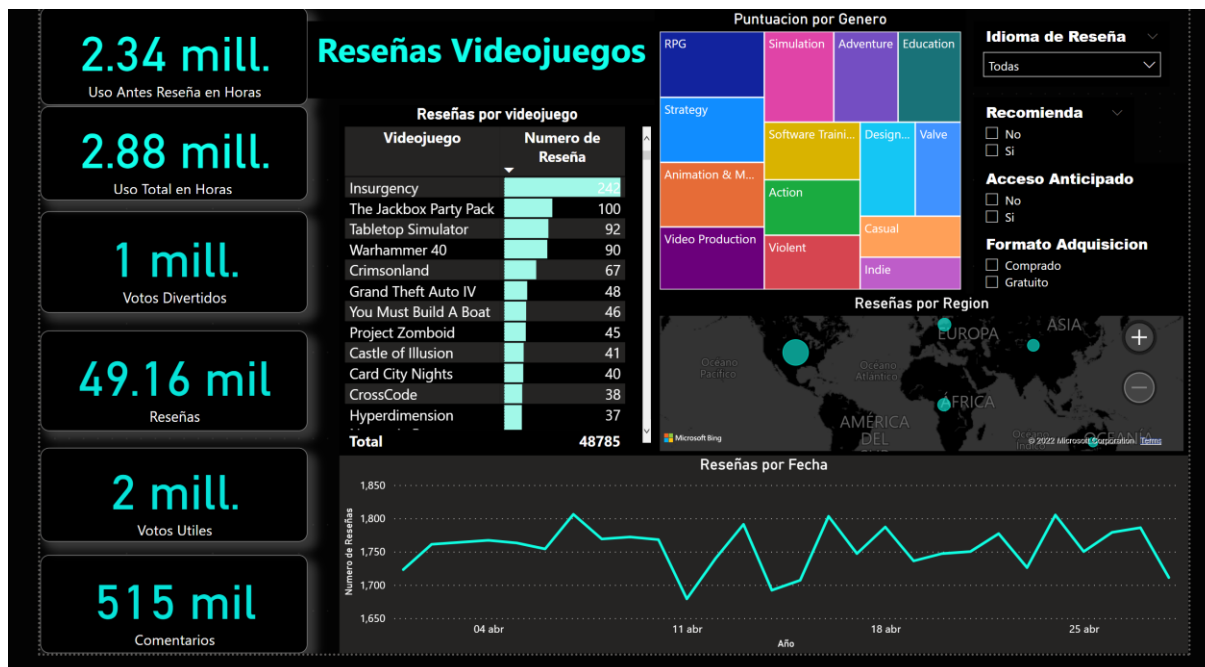 2.34 mill.
Uso Antes Reseña en Horas
2.88 mill.
Uso Total en Horas
1 mill.
Votos Divertidos
49.16 mil
Reseñas
2 mill.
Votos Utiles
515 mil
Comentarios
Reseñas Videojuegos
Reseñas por videojuego
Videojuego Numero de
Reseña
Insurgency 242
The Jackbox Party Pack 100
Tabletop Simulator 92
Warhammer 40 90
Crimsonland 67
Grand Theft Auto IV 48
You Must Build A Boat 46
Project Zomboid 45
Castle of Illusion 41
Card City Nights 40
CrossCode 38
Hyperdimension 37
Total 48785
Puntuacion por Genero
RPG
Strategy
Animation & M...
Video Production
Simulation
Adventure
Education
Software Traini...
Design...
Valve
Action
Violent
Casual
Indie
Idioma de Reseña
Todas
Recomienda
No
Si
Acceso Anticipado
No
Si
Formato Adquisicion
Comprado
Gratuito
Reseñas por Region
EUROPA
ASIA
Océano
Pacífico
Océano
Atlántico
ÁFRICA
AMÉRICA
DEL
OCEANÍA
Microsoft Bing
© 2022 Microsoft Corporation Terms
Reseñas por Fecha
Numero de Reseñas
1,850
1,800
1,750
1,700
1,650
04 abr
11 abr
18 abr
25 abr
Año